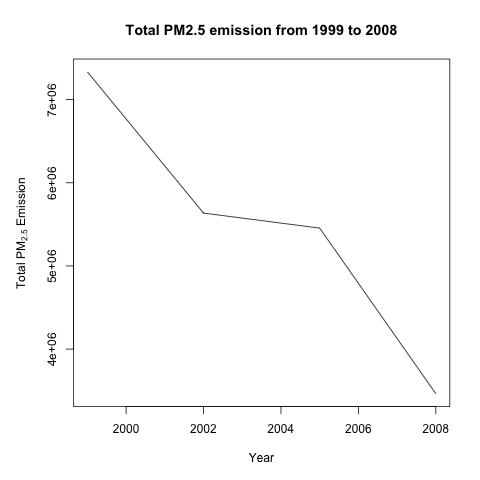 Total PM2.5 emission from 1999 to 2008
7e+06
6e+06
5e+06
4e+06
Total PM2.5 Emission
2000 2002 2004 2006 2008
Year